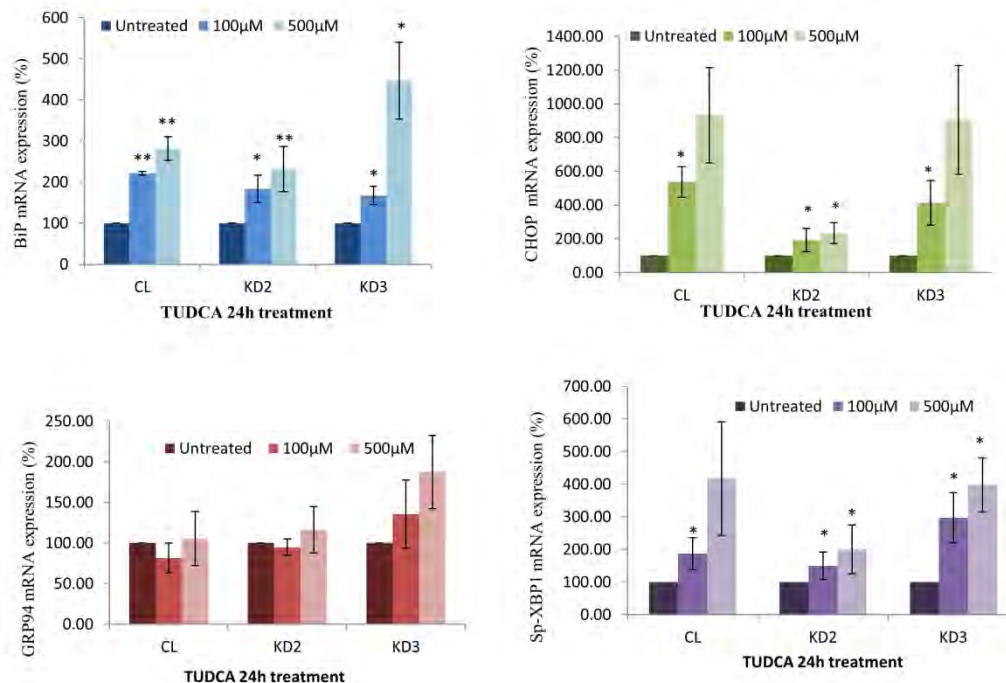 600
500
400
300
200
100
0
BiP mRNA expression (%)
Untreated 100µM 500µM
** ** * ** * *
CL KD2 KD3
TUDCA 24h treatment
1400.00
1200.00
1000.00
800.00
600.00
400.00
200.00
0.00
CHOP mRNA expression (%)
Untreated 100µM 500µM
* * * *
CL KD2 KD3
TUDCA 24h treatment
250.00
200.00
150.00
100.00
50.00
0.00
GRP94 mRNA expression (%)
Untreated 100µM 500µM
CL KD2 KD3
TUDCA 24h treatment
700.00
600.00
500.00
400.00
300.00
200.00
100.00
0.00
Sp-XBP1 mRNA expression (%)
Untreated 100µM 500µM
* * * * *
CL KD2 KD3
TUDCA 24h treatment